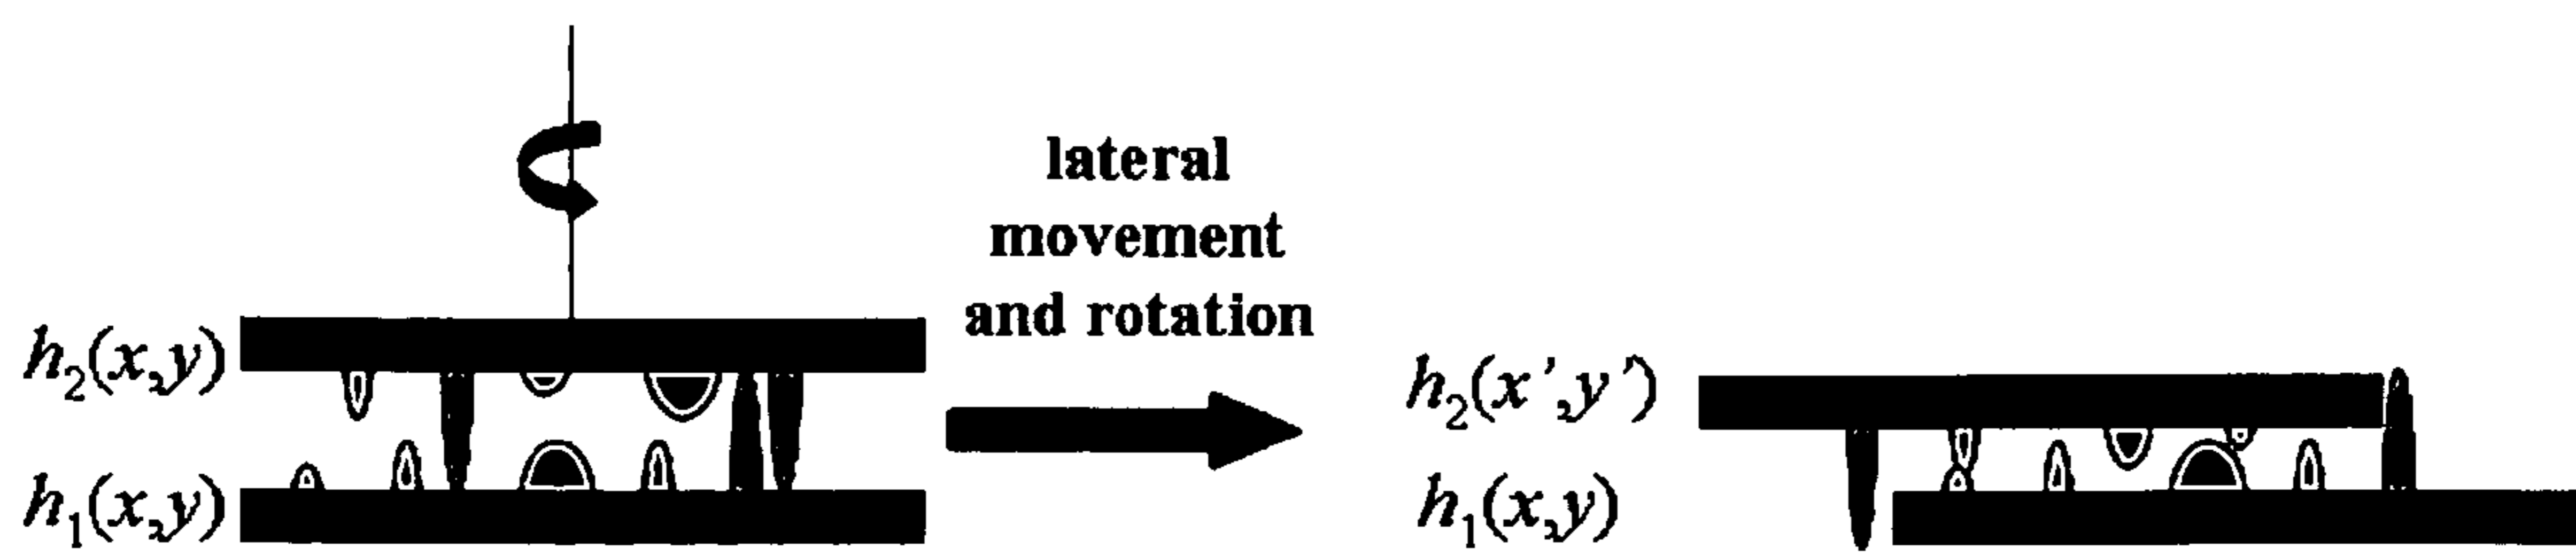 lateral
movement
and rotation
h₂(x,y)
h₁(x,y)
h₂(x’,y’)
h₁(x,y)